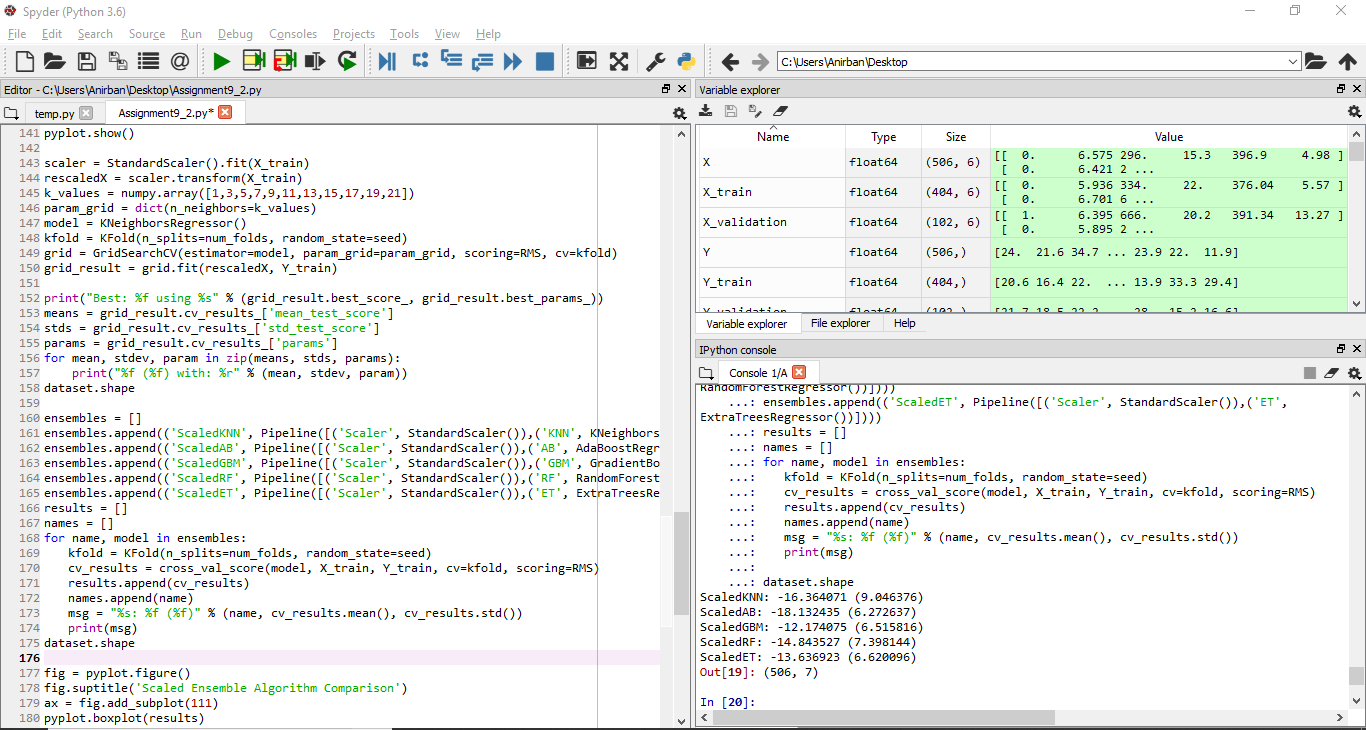 Spyder (Python 3.6)
File Edit Search Source Run Debug Consoles Projects Tools View Help
C:\Users\Anirban\Desktop
Editor - C:\Users\Anirban\Desktop\Assignment9_2.py
temp.py
Assignment9_2.py*
141 pyplot.show()
142
143 scaler = StandardScaler().fit(X_train)
144 rescaledX = scaler.transform(X_train)
145 k_values = numpy.array([1,3,5,7,9,11,13,15,17,19,21])
146 param_grid = dict(n_neighbors=k_values)
147 model = KNeighborsRegressor()
148 kfold = KFold(n_splits=num_folds, random_state=seed)
149 grid = GridSearchCV(estimator=model, param_grid=param_grid, scoring=RMS, cv=kfold)
150 grid_result = grid.fit(rescaledX, Y_train)
151
152 print("Best: %f using %s" % (grid_result.best_score_, grid_result.best_params_))
153 means = grid_result.cv_results_['mean_test_score']
154 stds = grid_result.cv_results_['std_test_score']
155 params = grid_result.cv_results_['params']
156 for mean, stdev, param in zip(means, stds, params):
157     print("%f (%f) with: %r" % (mean, stdev, param))
158 dataset.shape
159
160 ensembles = []
161 ensembles.append(('ScaledKNN', Pipeline([('Scaler', StandardScaler()),('KNN', KNeighbors
162 ensembles.append(('ScaledAB', Pipeline([('Scaler', StandardScaler()),('AB', AdaBoostRegr
163 ensembles.append(('ScaledGBM', Pipeline([('Scaler', StandardScaler()),('GBM', GradientBo
164 ensembles.append(('ScaledRF', Pipeline([('Scaler', StandardScaler()),('RF', RandomForest
165 ensembles.append(('ScaledET', Pipeline([('Scaler', StandardScaler()),('ET', ExtraTreesRe
166 results = []
167 names = []
168 for name, model in ensembles:
169     kfold = KFold(n_splits=num_folds, random_state=seed)
170     cv_results = cross_val_score(model, X_train, Y_train, cv=kfold, scoring=RMS)
171     results.append(cv_results)
172     names.append(name)
173     msg = "%s: %f (%f)" % (name, cv_results.mean(), cv_results.std())
174     print(msg)
175 dataset.shape
176
177 fig = pyplot.figure()
178 fig.suptitle('Scaled Ensemble Algorithm Comparison')
179 ax = fig.add_subplot(111)
180 pyplot.boxplot(results)
Variable explorer
Name Type Size Value
X float64 (506, 6) [[ 0. 6.575 296. 15.3 396.9 4.98 ]
[ 0. 6.421 2 ...
X_train float64 (404, 6) [[ 0. 5.936 334. 22. 376.04 5.57 ]
[ 0. 6.701 6 ...
X_validation float64 (102, 6) [[ 1. 6.395 666. 20.2 391.34 13.27 ]
[ 0. 5.895 2 ...
Y float64 (506,) [24. 21.6 34.7 ... 23.9 22. 11.9]
Y_train float64 (404,) [20.6 16.4 22. ... 13.9 33.3 29.4]
Variable explorer File explorer Help
IPython console
Console 1/A
RandomForestRegressor())])))
...: ensembles.append(('ScaledET', Pipeline([('Scaler', StandardScaler()),('ET',
ExtraTreesRegressor())])))
...: results = []
...: names = []
...: for name, model in ensembles:
...:     kfold = KFold(n_splits=num_folds, random_state=seed)
...:     cv_results = cross_val_score(model, X_train, Y_train, cv=kfold, scoring=RMS)
...:     results.append(cv_results)
...:     names.append(name)
...:     msg = "%s: %f (%f)" % (name, cv_results.mean(), cv_results.std())
...:     print(msg)
...:
...: dataset.shape
ScaledKNN: -16.364071 (9.046376)
ScaledAB: -18.132435 (6.272637)
ScaledGBM: -12.174075 (6.515816)
ScaledRF: -14.843527 (7.398144)
ScaledET: -13.636923 (6.620096)
Out[19]: (506, 7)
In [20]: